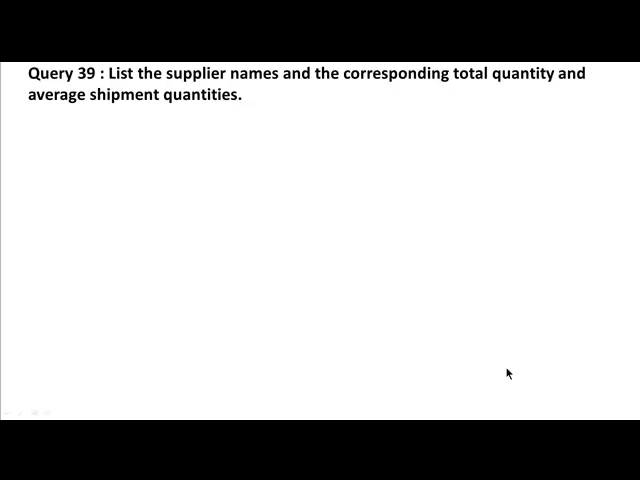 Query 39 : List the supplier names and the corresponding total quantity and
average shipment quantities.